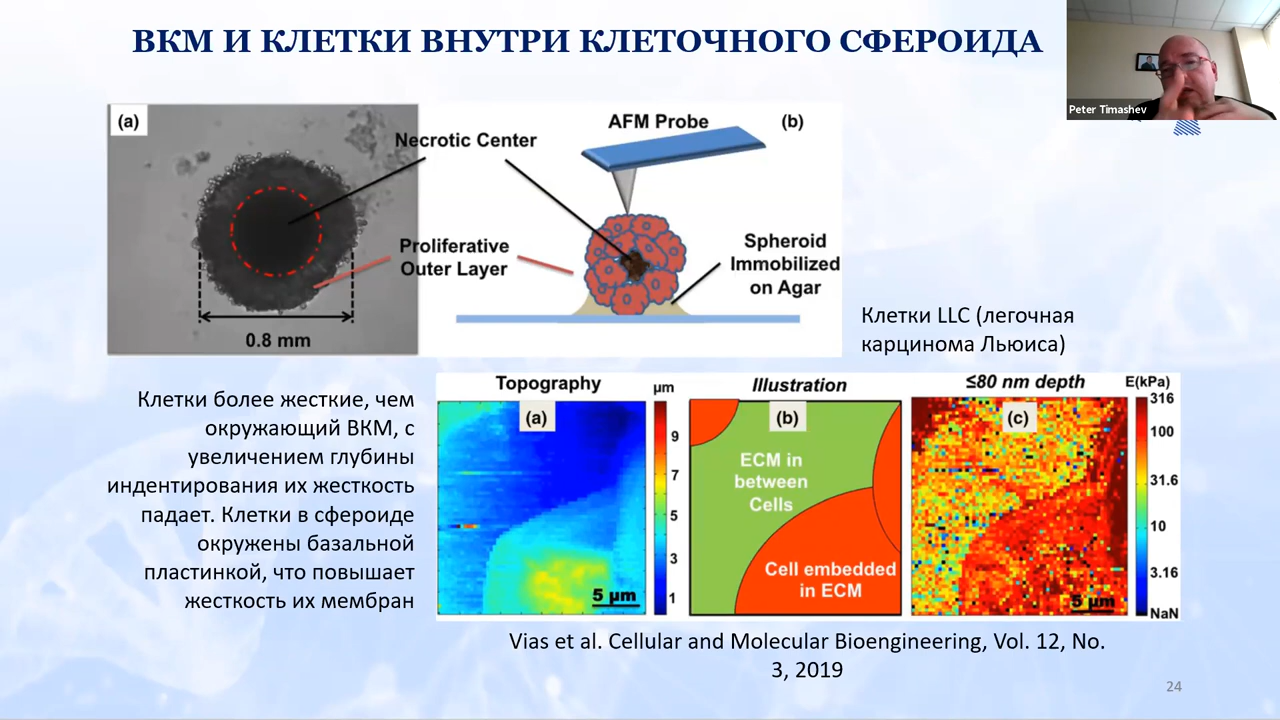 ВКМ И КЛЕТКИ ВНУТРИ КЛЕТОЧНОГО СФЕРОИДА
Peter Timashev
(a)
Necrotic Center
AFM Probe
(b)
Proliferative
Outer Layer
Spheroid
Immobilized
on Agar
0.8 mm
Клетки LLC (легочная
карцинома Льюиса)
Клетки более жесткие, чем
окружающий ВКМ, с
увеличением глубины
индентирования их жесткость
падает. Клетки в сфероиде
окружены базальной
пластинкой, что повышает
жесткость их мембран
Topography
µm
(a)
9
7
5
3
1
5 µm
Illustration
(b)
ECM in
between
Cells
Cell embedded
in ECM
≤80 nm depth
E(kPa)
(c)
316
100
31.6
10
3.16
NaN
5 µm
Vias et al. Cellular and Molecular Bioengineering, Vol. 12, No.
3, 2019
24